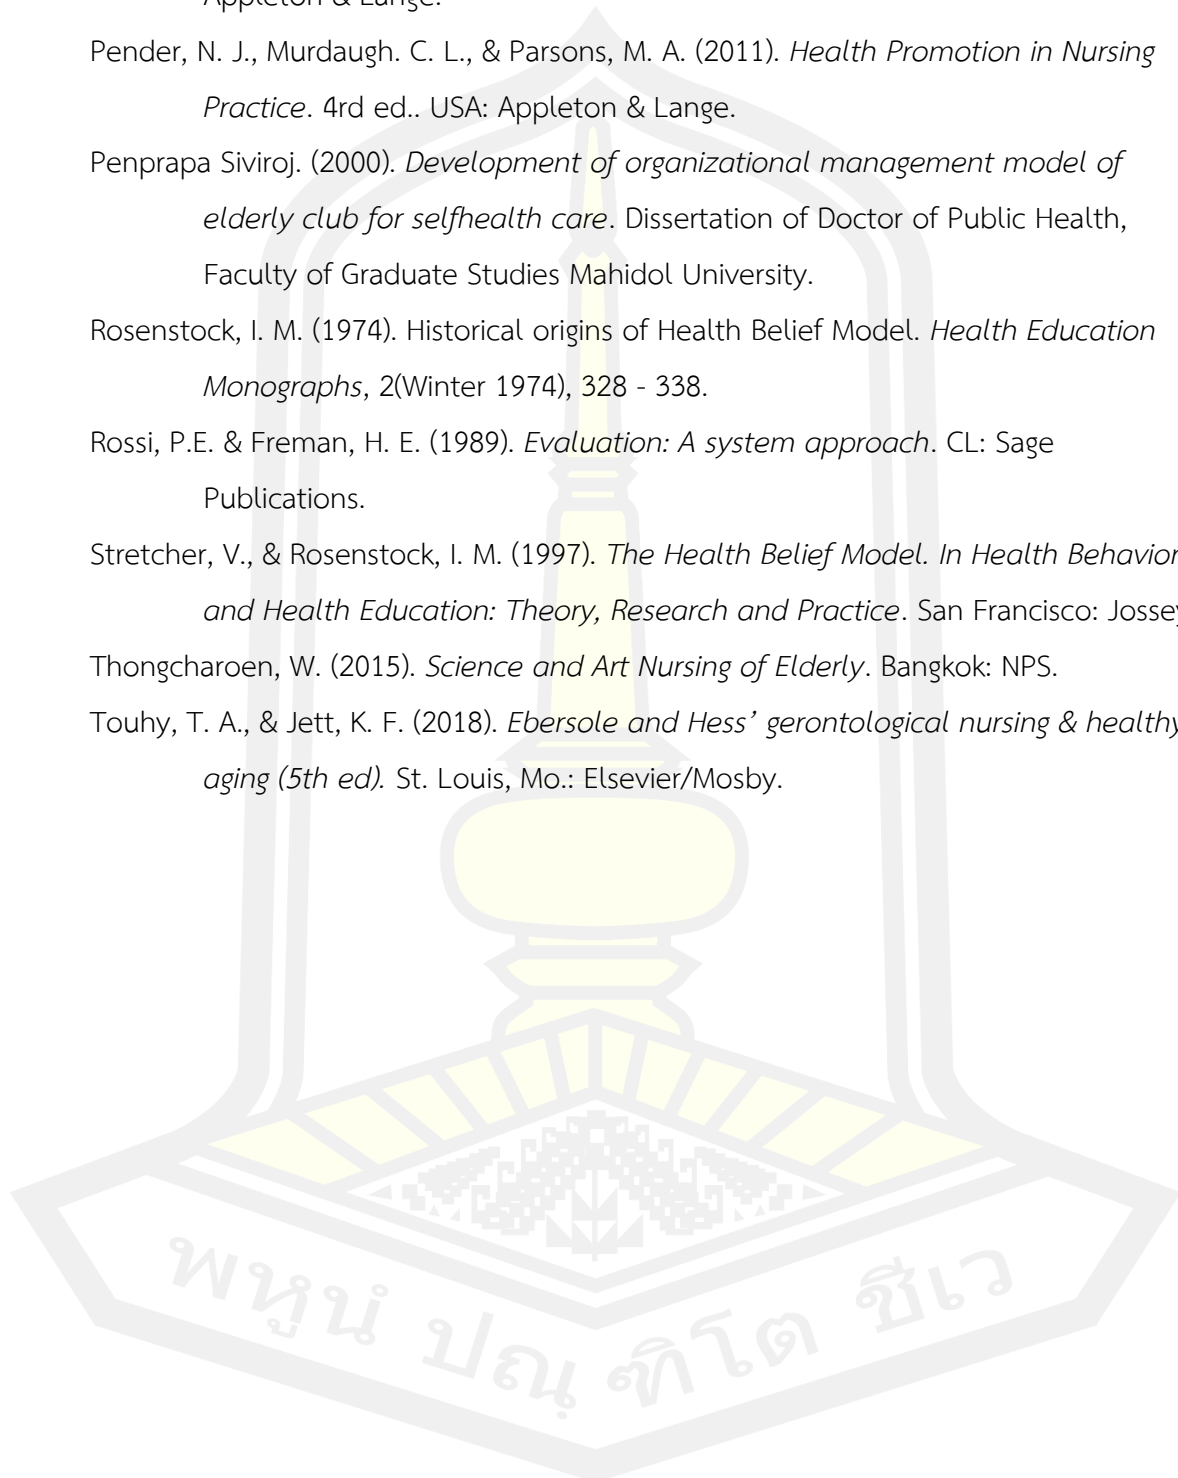 Appleton & Lange.
Pender, N. J., Murdaugh. C. L., & Parsons, M. A. (2011). Health Promotion in Nursing
Practice. 4rd ed.. USA: Appleton & Lange.
Penprapa Siviroj. (2000). Development of organizational management model of
elderly club for selfhealth care. Dissertation of Doctor of Public Health,
Faculty of Graduate Studies Mahidol University.
Rosenstock, I. M. (1974). Historical origins of Health Belief Model. Health Education
Monographs, 2(Winter 1974), 328 - 338.
Rossi, P.E. & Freman, H. E. (1989). Evaluation: A system approach. CL: Sage
Publications.
Stretcher, V., & Rosenstock, I. M. (1997). The Health Belief Model. In Health Behavior
and Health Education: Theory, Research and Practice. San Francisco: Jossey
Thongcharoen, W. (2015). Science and Art Nursing of Elderly. Bangkok: NPS.
Touhy, T. A., & Jett, K. F. (2018). Ebersole and Hess’ gerontological nursing & healthy
aging (5th ed). St. Louis, Mo.: Elsevier/Mosby.
พหูนํ ปณฺฑิโต ชีเว